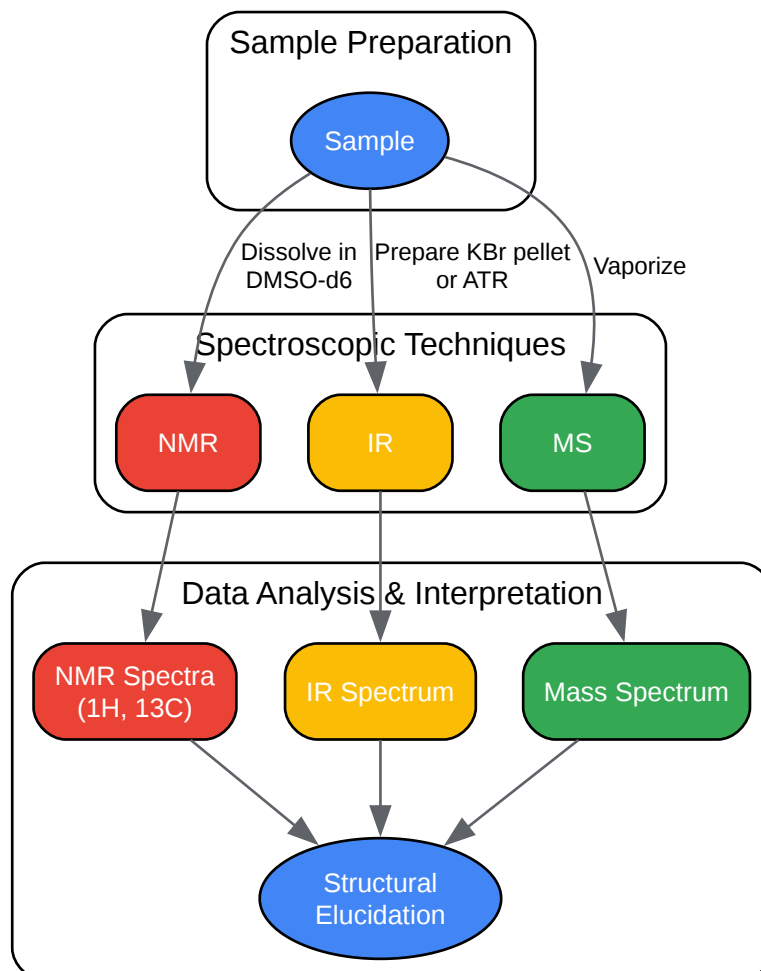 Sample Preparation
Sample
Dissolve in
DMSO-d6
Prepare KBr pellet
or ATR
Vaporize
Spectroscopic Techniques
NMR
IR
MS
Data Analysis & Interpretation
NMR Spectra
(1H, 13C)
IR Spectrum
Mass Spectrum
Structural
Elucidation